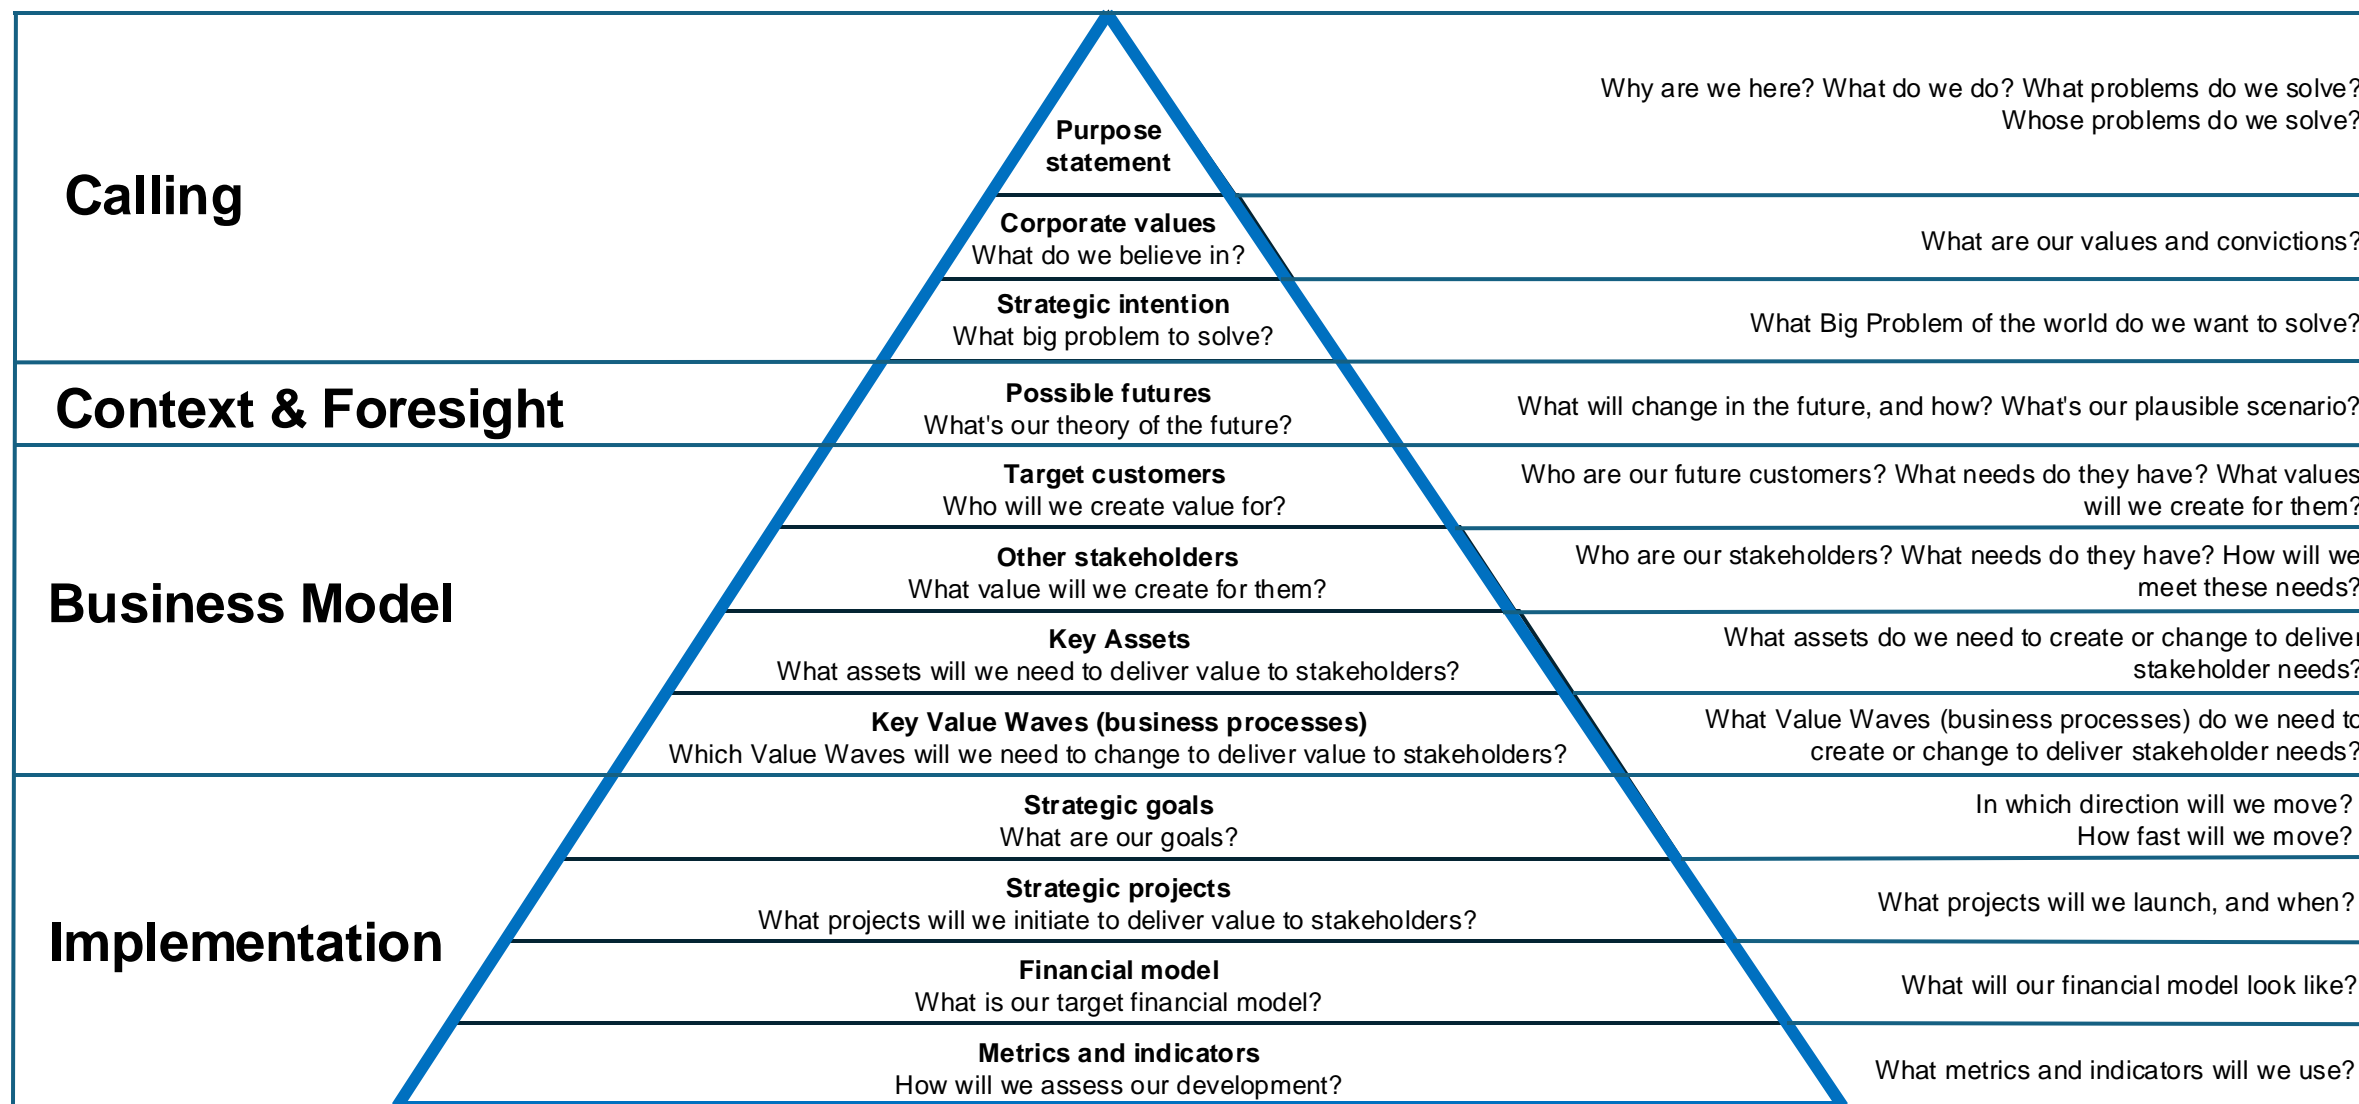 Calling
Purpose
statement
Why are we here? What do we do? What problems do we solve?
Whose problems do we solve?
Corporate values
What do we believe in?
What are our values and convictions?
Strategic intention
What big problem to solve?
What Big Problem of the world do we want to solve?
Context & Foresight
Possible futures
What's our theory of the future?
What will change in the future, and how? What's our plausible scenario?
Business Model
Target customers
Who will we create value for?
Who are our future customers? What needs do they have? What values
will we create for them?
Other stakeholders
What value will we create for them?
Who are our stakeholders? What needs do they have? How will we
meet these needs?
Key Assets
What assets will we need to deliver value to stakeholders?
What assets do we need to create or change to deliver
stakeholder needs?
Key Value Waves (business processes)
Which Value Waves will we need to change to deliver value to stakeholders?
What Value Waves (business processes) do we need to
create or change to deliver stakeholder needs?
Implementation
Strategic goals
What are our goals?
In which direction will we move?
How fast will we move?
Strategic projects
What projects will we initiate to deliver value to stakeholders?
What projects will we launch, and when?
Financial model
What is our target financial model?
What will our financial model look like?
Metrics and indicators
How will we assess our development?
What metrics and indicators will we use?